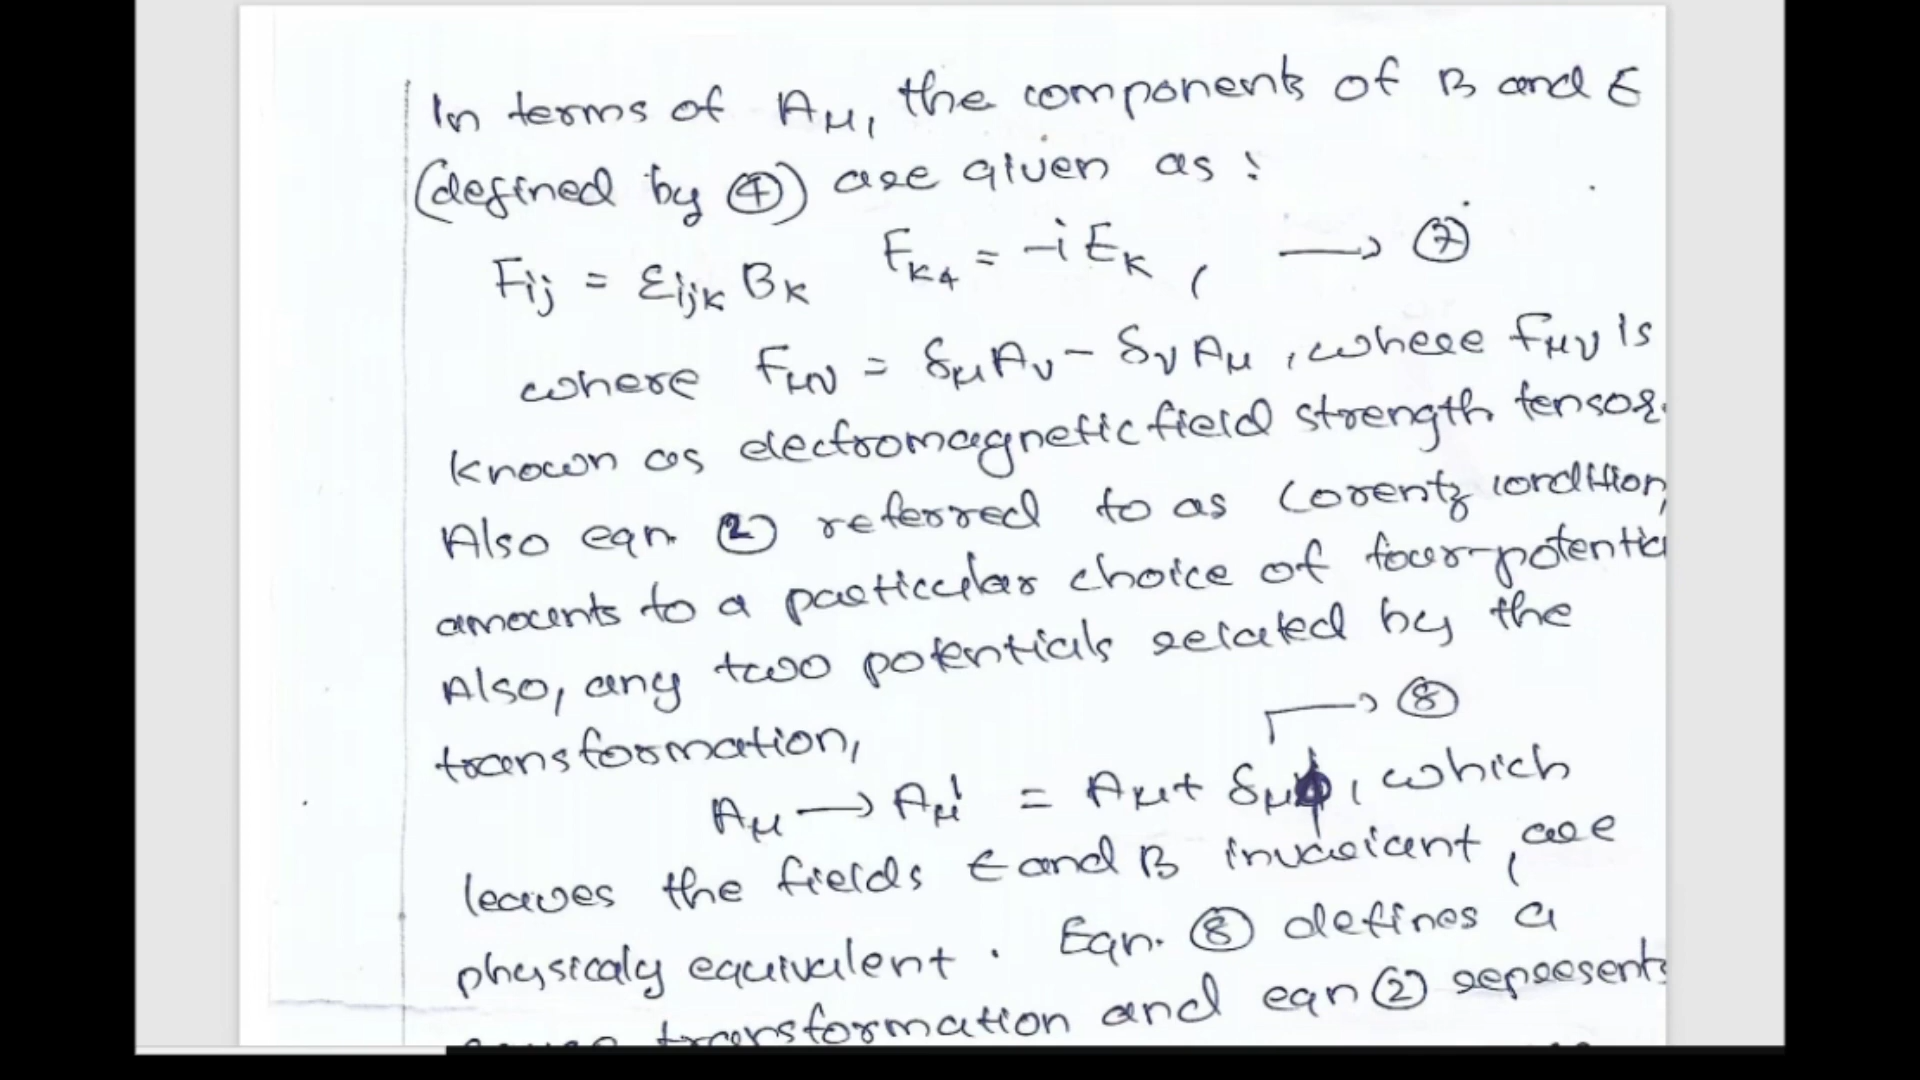 In terms of Aμ, the components of B and E
(defined by ④) are given as :
Fij = εijk Bk   Fk4 = -i Ek , → ⑦
where Fμν = δμAν - δνAμ , where Fμν is
known as electromagnetic field strength tensor.
Also eqn. ② referred to as Lorentz condition,
amounts to a particular choice of four-potentia
Also, any two potentials related by the
transformation, → ⑧
Aμ → Aμ' = Aμ + δμϕ, which
leaves the fields E and B invariant, are
physicaly equivalent . Eqn. ⑧ defines a
transformation and eqn ② represents